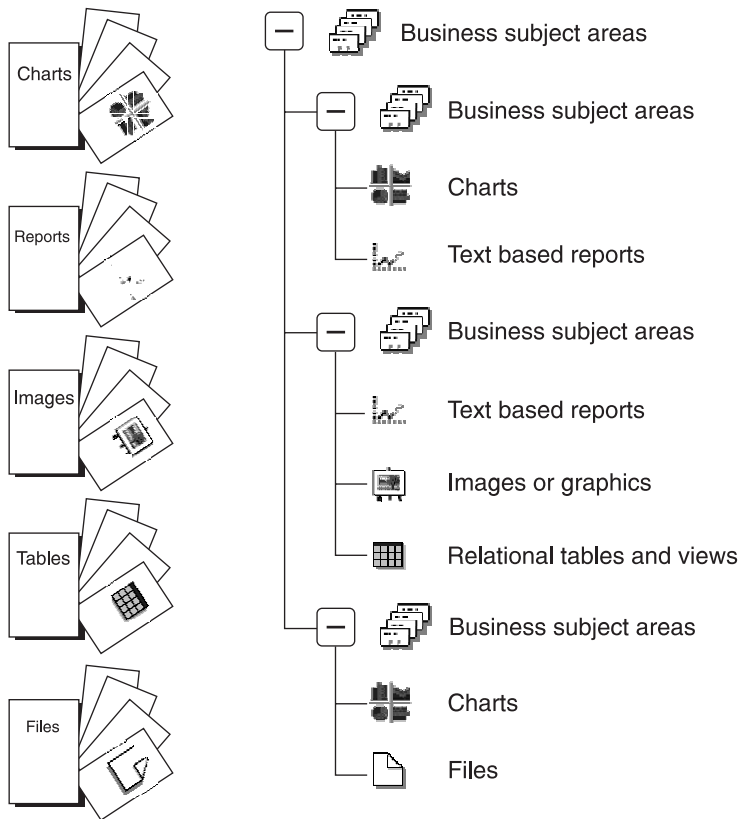 Charts
Reports
Images
Tables
Files
Business subject areas
Business subject areas
Charts
Text based reports
Business subject areas
Text based reports
Images or graphics
Relational tables and views
Business subject areas
Charts
Files